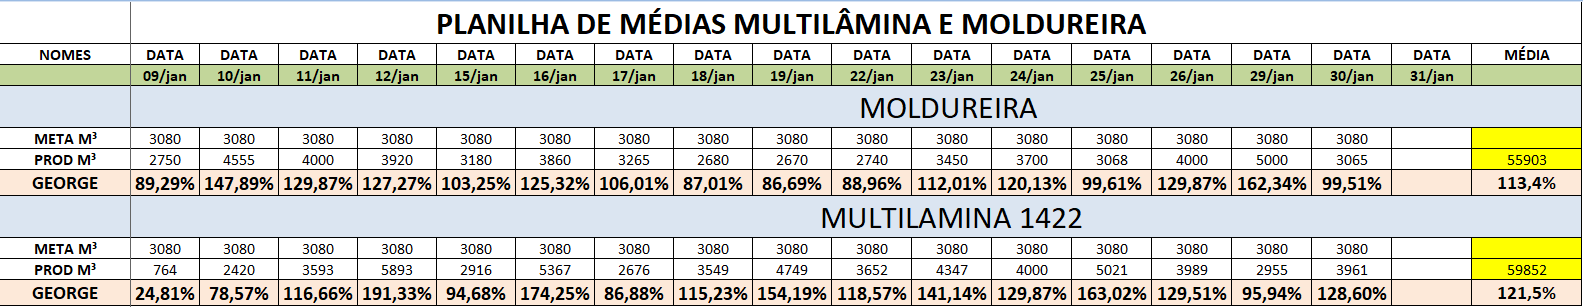 PLANILHA DE MÉDIAS MULTILÂMINA E MOLDUREIRA
NOMES DATA DATA DATA DATA DATA DATA DATA DATA DATA DATA DATA DATA DATA DATA DATA DATA DATA MÉDIA
09/jan 10/jan 11/jan 12/jan 15/jan 16/jan 17/jan 18/jan 19/jan 22/jan 23/jan 24/jan 25/jan 26/jan 29/jan 30/jan 31/jan
MOLDUREIRA
META M³ 3080 3080 3080 3080 3080 3080 3080 3080 3080 3080 3080 3080 3080 3080 3080 3080
PROD M³ 2750 4555 4000 3920 3180 3860 3265 2680 2670 2740 3450 3700 3068 4000 5000 3065 55903
GEORGE 89,29% 147,89% 129,87% 127,27% 103,25% 125,32% 106,01% 87,01% 86,69% 88,96% 112,01% 120,13% 99,61% 129,87% 162,34% 99,51% 113,4%
MULTILAMINA 1422
META M³ 3080 3080 3080 3080 3080 3080 3080 3080 3080 3080 3080 3080 3080 3080 3080 3080
PROD M³ 764 2420 3593 5893 2916 5367 2676 3549 4749 3652 4347 4000 5021 3989 2955 3961 59852
GEORGE 24,81% 78,57% 116,66% 191,33% 94,68% 174,25% 86,88% 115,23% 154,19% 118,57% 141,14% 129,87% 163,02% 129,51% 95,94% 128,60% 121,5%